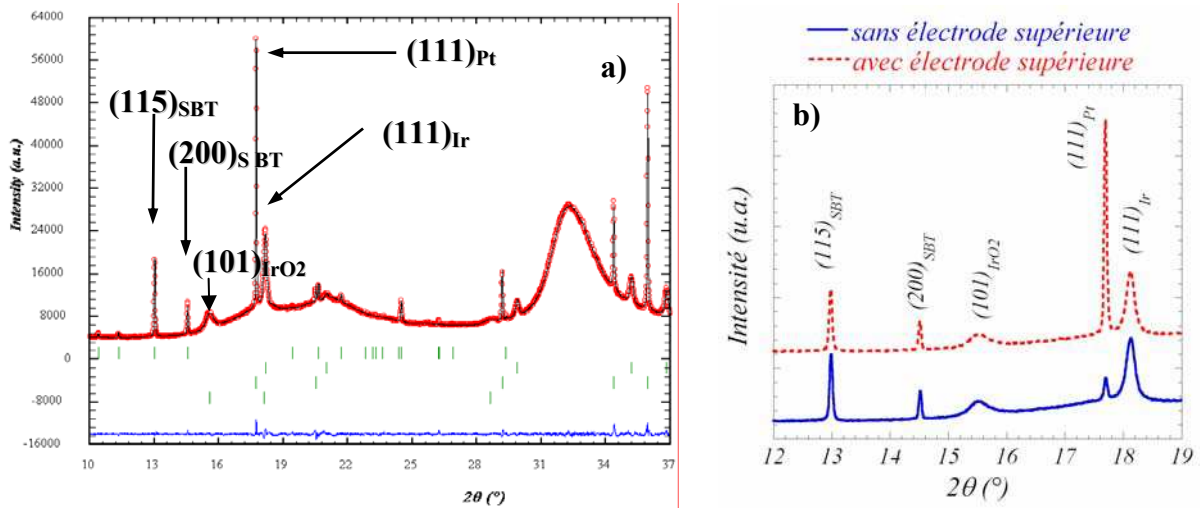 64000
56000
48000
40000
32000
24000
16000
8000
0
-8000
-16000
Intensity (a.u.)
a)
(111)Pt
(115)SBT
(111)Ir
(200)S BT
(101)IrO2
10 13 16 19 22 25 28 31 34 37
2θ (°)
sans électrode supérieure
avec électrode supérieure
b)
Intensité (u.a.)
(115)SBT
(200)SBT
(101)IrO2
(111)Pt
(111)Ir
12 13 14 15 16 17 18 19
2θ (°)